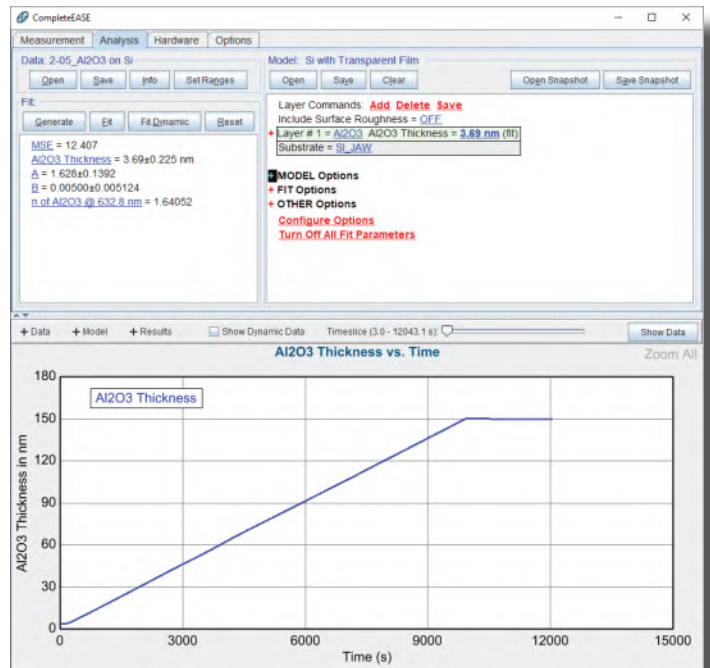 CompleteEASE
Measurement Analysis Hardware Options
Data: 2-05_Al2O3 on Si
Open Save Info Set Ranges
Model: Si with Transparent Film
Open Save Clear Open Snapshot Save Snapshot
Fit:
Generate Fit Fit Dynamic Reset
MSE = 12.407
Al2O3 Thickness = 3.69±0.225 nm
A = 1.628±0.1392
B = 0.00500±0.005124
n of Al2O3 @ 632.8 nm = 1.64052
Layer Commands: Add Delete Save
Include Surface Roughness = OFF
+ Layer # 1 = Al2O3 Al2O3 Thickness = 3.69 nm (fit)
Substrate = SI_JAW
+ MODEL Options
+ FIT Options
+ OTHER Options
Configure Options
Turn Off All Fit Parameters
+ Data + Model + Results Show Dynamic Data Timeslice (3.0 - 12043.1 s): Show Data
Al2O3 Thickness vs. Time
Zoom All
Al2O3 Thickness
Al2O3 Thickness in nm
180
150
120
90
60
30
0
0 3000 6000 9000 12000 15000
Time (s)